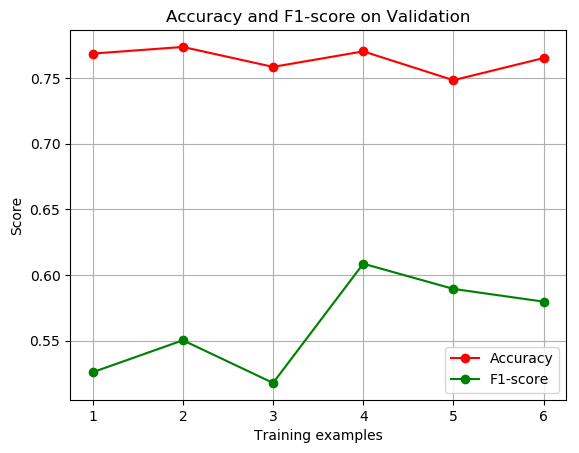 Accuracy and F1-score on Validation
Score
0.75
0.70
0.65
0.60
0.55
Accuracy
F1-score
1 2 3 4 5 6
Training examples